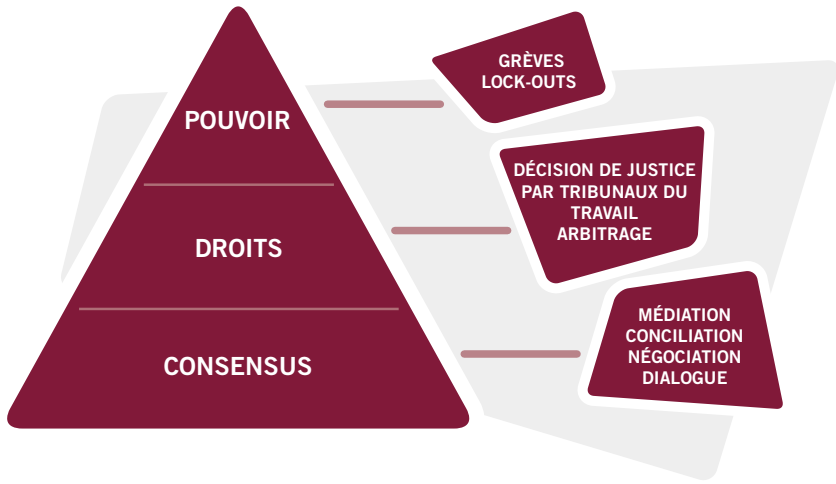 POUVOIR
GRÈVES
LOCK-OUTS
DROITS
DÉCISION DE JUSTICE
PAR TRIBUNAUX DU
TRAVAIL
ARBITRAGE
CONSENSUS
MÉDIATION
CONCILIATION
NÉGOCIATION
DIALOGUE